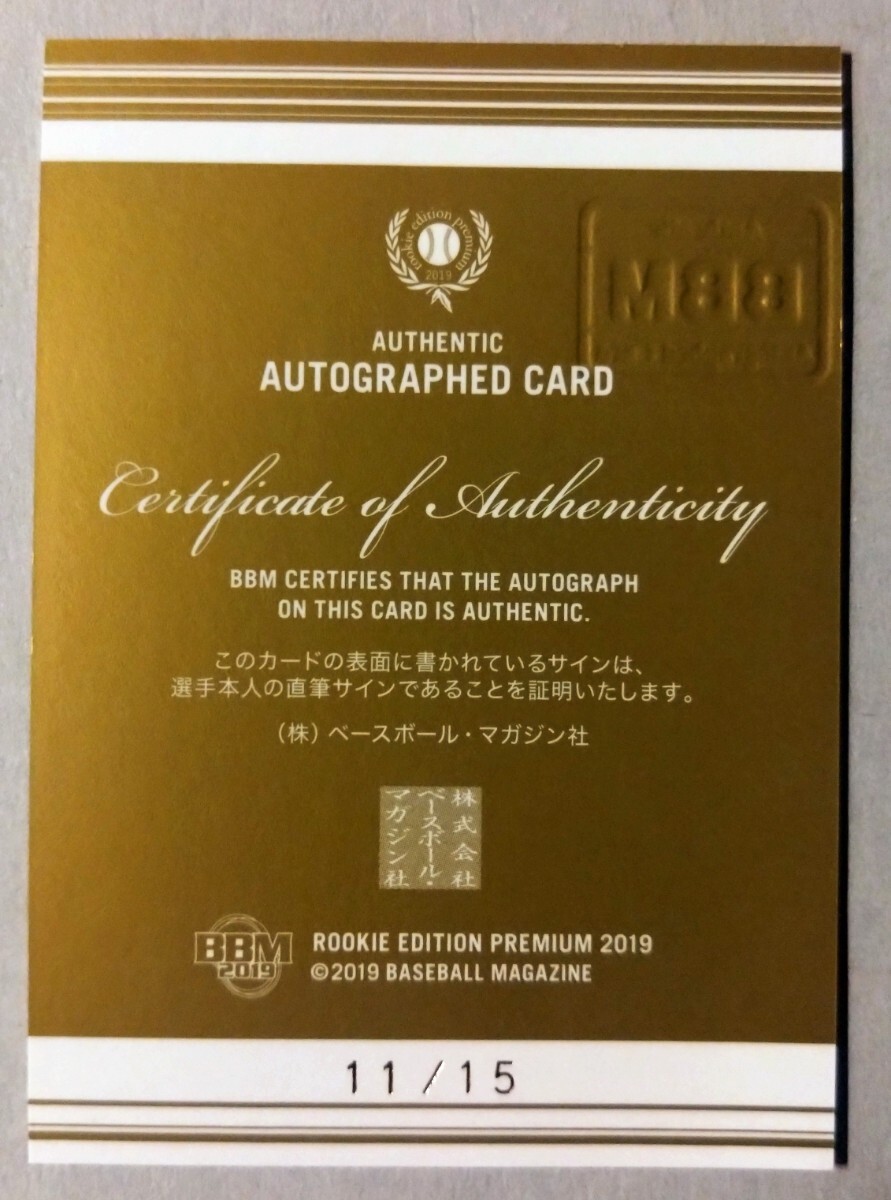 rookie edition premium
2019
AUTHENTIC
AUTOGRAPHED CARD
Certificate of Authenticity
BBM CERTIFIES THAT THE AUTOGRAPH
ON THIS CARD IS AUTHENTIC.
このカードの表面に書かれているサインは、
選手本人の直筆サインであることを証明いたします。
（株）ベースボール・マガジン社
株式会社
ベースボール・
マガジン社
BBM
2019
ROOKIE EDITION PREMIUM 2019
©2019 BASEBALL MAGAZINE
11/15